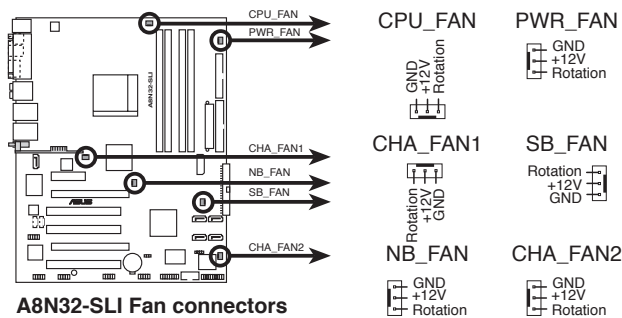 CPU_FAN
PWR_FAN
A8N32-SLI
CHA_FAN1
NB_FAN
SB_FAN
CHA_FAN2
ASUS
CPU_FAN
GND
+12V
Rotation
PWR_FAN
GND
+12V
Rotation
CHA_FAN1
Rotation
+12V
GND
SB_FAN
Rotation
+12V
GND
NB_FAN
GND
+12V
Rotation
CHA_FAN2
GND
+12V
Rotation
A8N32-SLI Fan connectors